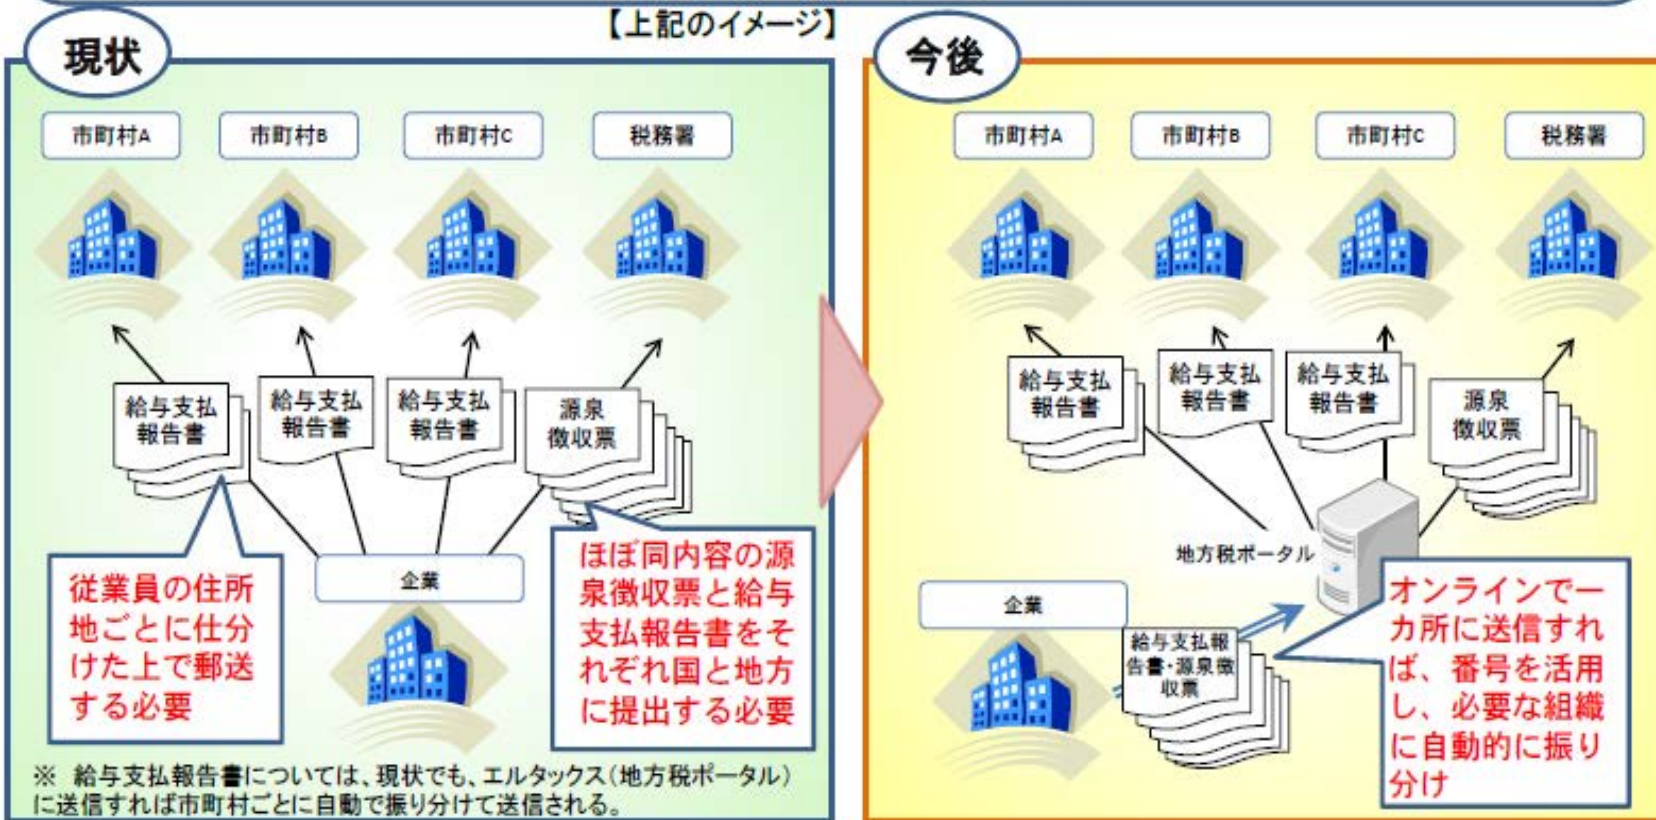 【上記のイメージ】
現状
市町村A
市町村B
市町村C
税務署
給与支払
報告書
給与支払
報告書
給与支払
報告書
源泉
徴収票
従業員の住所
地ごとに仕分
けた上で郵送
する必要
企業
ほぼ同内容の源
泉徴収票と給与
支払報告書をそ
れぞれ国と地方
に提出する必要
※ 給与支払報告書については、現状でも、エルタックス(地方税ポータル)
に送信すれば市町村ごとに自動で振り分けて送信される。
今後
市町村A
市町村B
市町村C
税務署
給与支払
報告書
給与支払
報告書
給与支払
報告書
源泉
徴収票
地方税ポータル
企業
給与支払報
告書・源泉徴
収票
オンラインで一
カ所に送信すれ
ば、番号を活用
し、必要な組織
に自動的に振り
分け